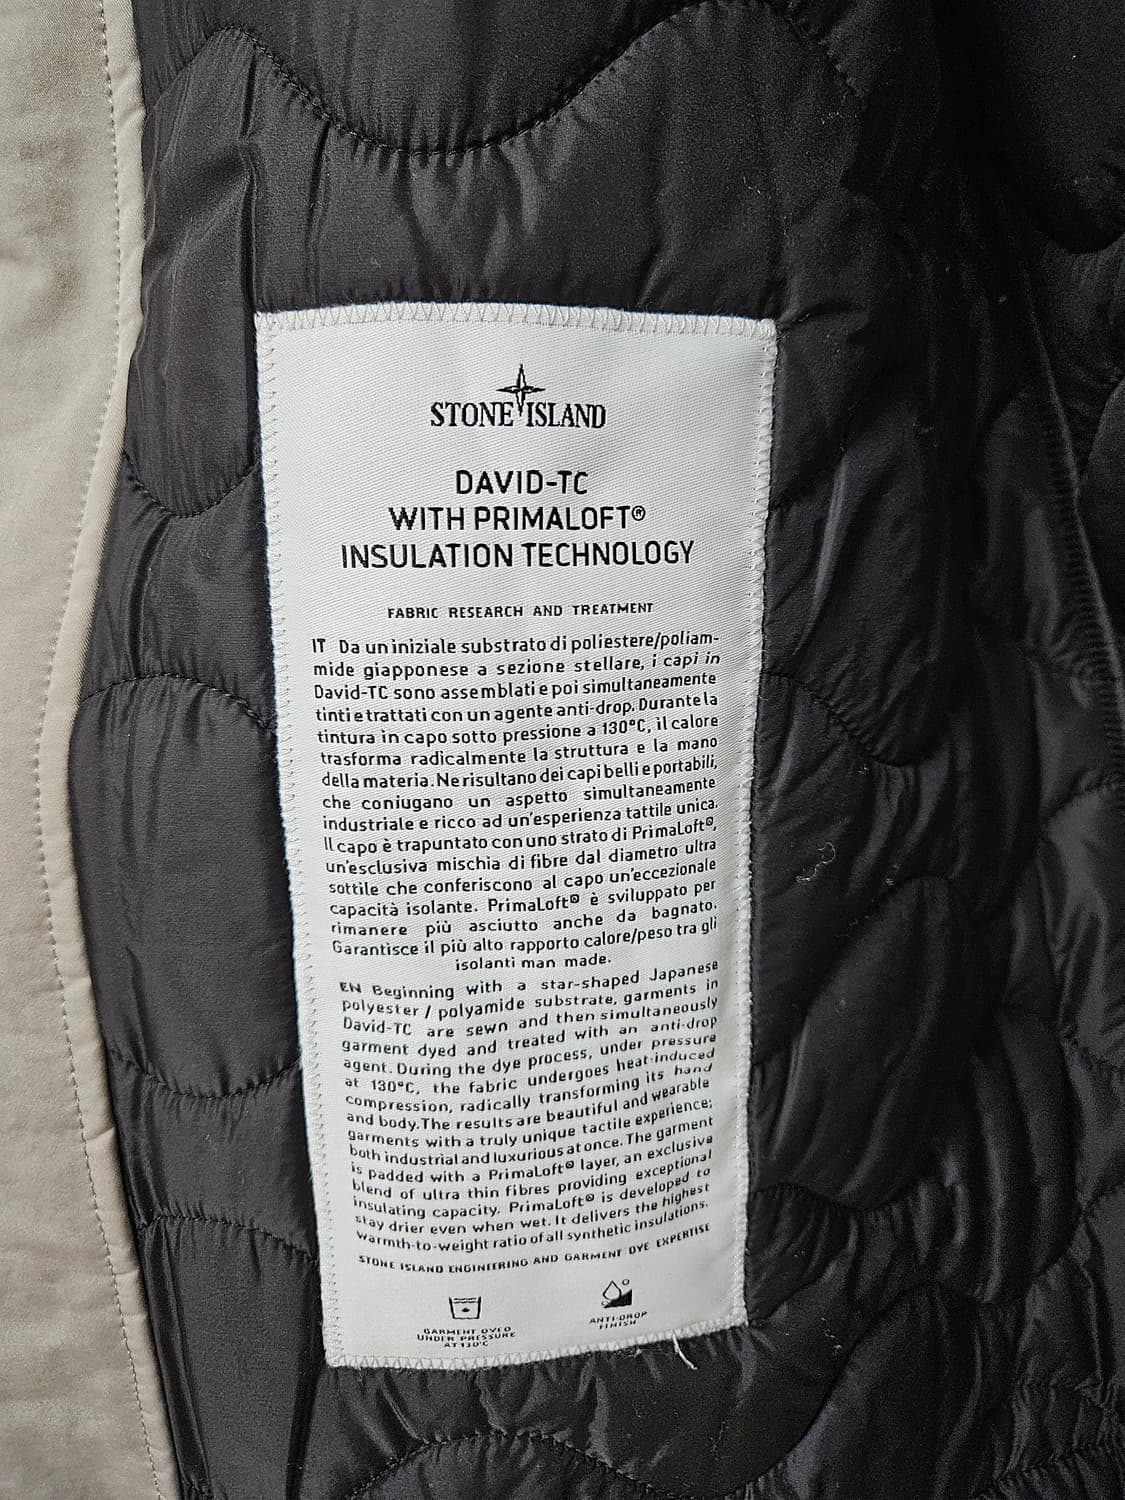 STONE ISLAND
DAVID-TC
WITH PRIMALOFT®
INSULATION TECHNOLOGY
FABRIC RESEARCH AND TREATMENT
IT Da un iniziale substrato di poliestere/poliam-
mide giapponese a sezione stellare, i capi in
David-TC sono assemblati e poi simultaneamente
tinti e trattati con un agente anti-drop. Durante la
tintura in capo sotto pressione a 130°C, il calore
trasforma radicalmente la struttura e la mano
della materia. Ne risultano dei capi belli e portabili,
che coniugano un aspetto simultaneamente
industriale e ricco ad un'esperienza tattile unica.
Il capo è trapuntato con uno strato di PrimaLoft®,
un'esclusiva mischia di fibre dal diametro ultra
sottile che conferiscono al capo un'eccezionale
capacità isolante. PrimaLoft® è sviluppato per
rimanere più asciutto anche da bagnato.
Garantisce il più alto rapporto calore/peso tra gli
isolanti man made.
EN Beginning with a star-shaped Japanese
polyester / polyamide substrate, garments in
David-TC are sewn and then simultaneously
garment dyed and treated with an anti-drop
agent. During the dye process, under pressure
at 130°C, the fabric undergoes heat-induced
compression, radically transforming its hand
and body. The results are beautiful and wearable
garments with a truly unique tactile experience;
both industrial and luxurious at once. The garment
is padded with a PrimaLoft® layer, an exclusive
blend of ultra thin fibres providing exceptional
insulating capacity. PrimaLoft® is developed to
stay drier even when wet. It delivers the highest
warmth-to-weight ratio of all synthetic insulations.
STONE ISLAND ENGINEERING AND GARMENT DYE EXPERTISE
GARMENT DYED
UNDER PRESSURE
AT 130°C
ANTI-DROP
FINISH